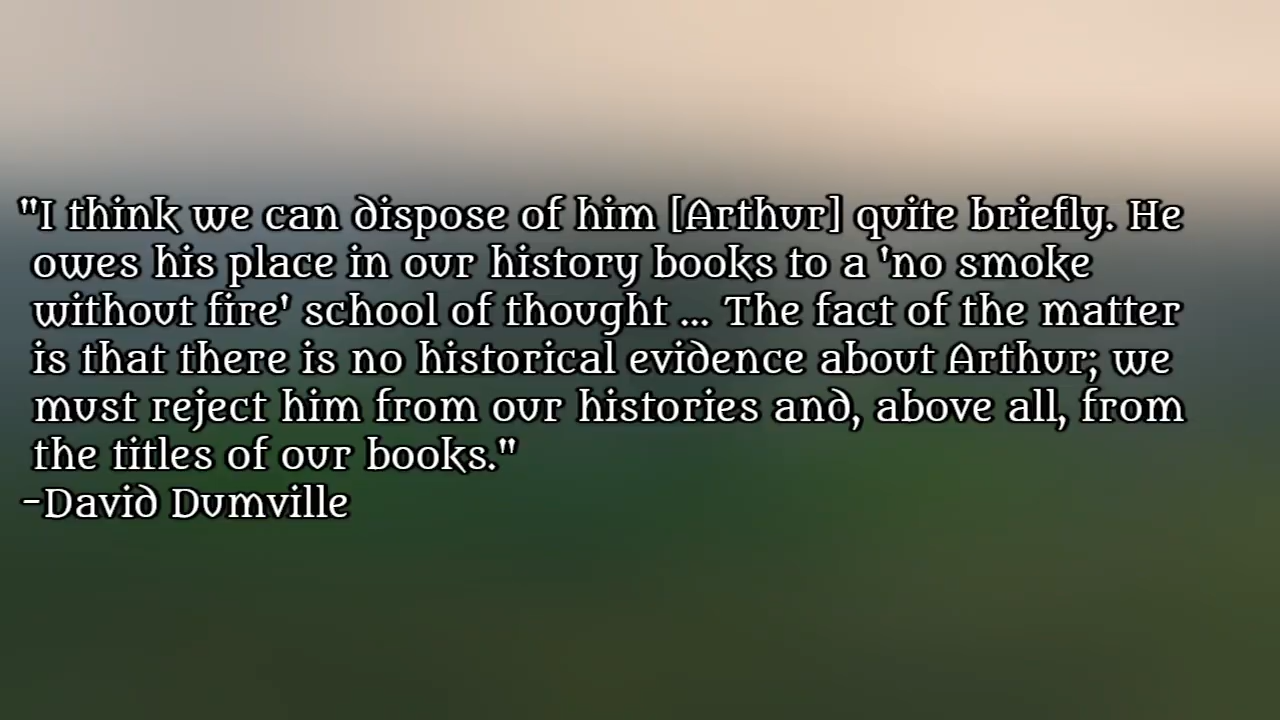 "I think we can dispose of him [Arthur] quite briefly. He
owes his place in our history books to a 'no smoke
without fire' school of thought ... The fact of the matter
is that there is no historical evidence about Arthur; we
must reject him from our histories and, above all, from
the titles of our books."
-David Dumville